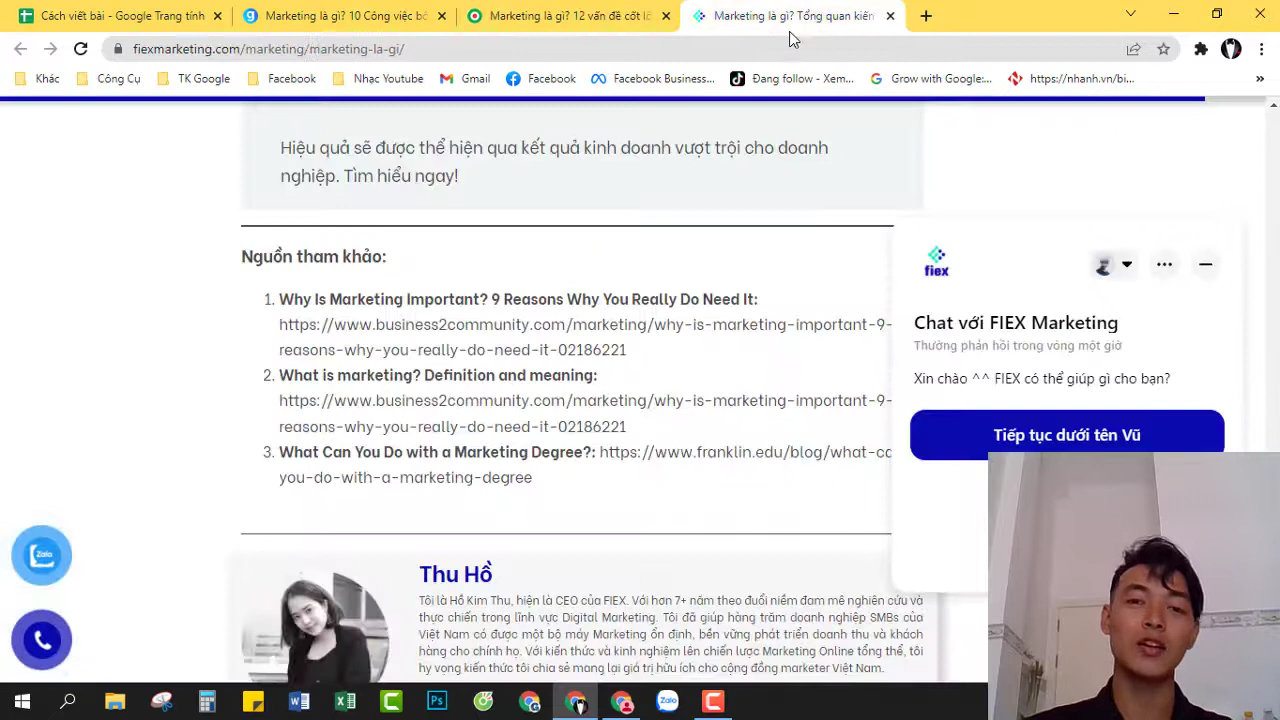 Cách viết bài - Google Trang tính
Marketing là gì? 10 Công việc bộ
Marketing là gì? 12 vấn đề cốt lõ
Marketing là gì? Tổng quan kiến
fiexmarketing.com/marketing/marketing-la-gi/
Khác
Công Cụ
TK Google
Facebook
Nhạc Youtube
Gmail
Facebook
Facebook Business...
Đang follow - Xem...
Grow with Google:...
https://nhanh.vn/bi...
»
Hiệu quả sẽ được thể hiện qua kết quả kinh doanh vượt trội cho doanh
nghiệp. Tìm hiểu ngay!
Nguồn tham khảo:
1. Why Is Marketing Important? 9 Reasons Why You Really Do Need It:
https://www.business2community.com/marketing/why-is-marketing-important-9-
reasons-why-you-really-do-need-it-02186221
2. What is marketing? Definition and meaning:
https://www.business2community.com/marketing/why-is-marketing-important-9-
reasons-why-you-really-do-need-it-02186221
3. What Can You Do with a Marketing Degree?: https://www.franklin.edu/blog/what-ca
you-do-with-a-marketing-degree
fiex
Chat với FIEX Marketing
Thường phản hồi trong vòng một giờ
Xin chào ^^ FIEX có thể giúp gì cho bạn?
Tiếp tục dưới tên Vũ
Zalo
Thu Hồ
Tôi là Hồ Kim Thu, hiện là CEO của FIEX. Với hơn 7+ năm theo đuổi niềm đam mê nghiên cứu và
thực chiến trong lĩnh vực Digital Marketing. Tôi đã giúp hàng trăm doanh nghiệp SMBs của
Việt Nam có được một bộ máy Marketing ổn định, bền vững phát triển doanh thu và khách
hàng cho chính họ. Với kiến thức và kinh nghiệm lên chiến lược Marketing Online tổng thể, tôi
hy vọng kiến thức tôi chia sẻ mang lại giá trị hữu ích cho cộng đồng marketer Việt Nam.
Zalo